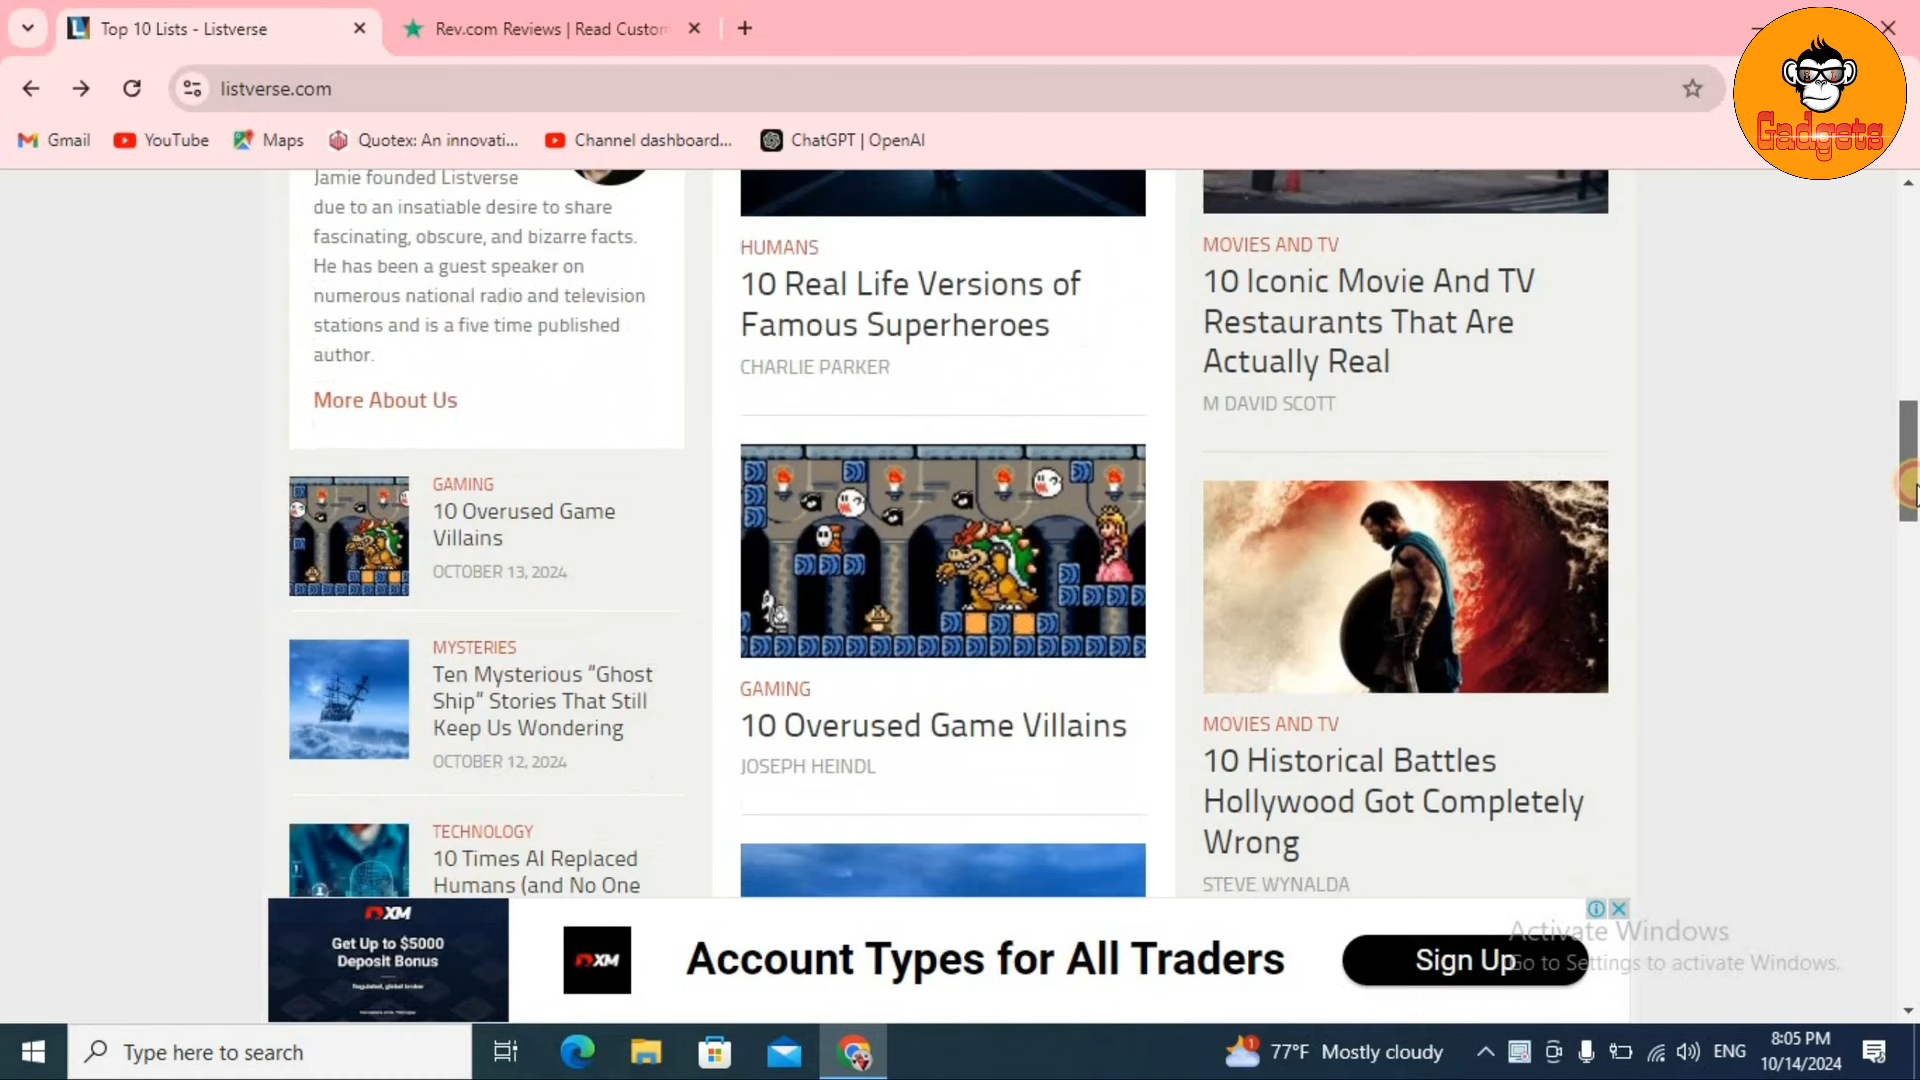 Top 10 Lists - Listverse
Rev.com Reviews | Read Custom
listverse.com
Gmail
YouTube
Maps
Quotex: An innovati...
Channel dashboard...
ChatGPT | OpenAI
Gadgets
Jamie founded Listverse
due to an insatiable desire to share
fascinating, obscure, and bizarre facts.
He has been a guest speaker on
numerous national radio and television
stations and is a five time published
author.
More About Us
GAMING
10 Overused Game
Villains
OCTOBER 13, 2024
MYSTERIES
Ten Mysterious “Ghost
Ship” Stories That Still
Keep Us Wondering
OCTOBER 12, 2024
TECHNOLOGY
10 Times AI Replaced
Humans (and No One
HUMANS
10 Real Life Versions of
Famous Superheroes
CHARLIE PARKER
GAMING
10 Overused Game Villains
JOSEPH HEINDL
MOVIES AND TV
10 Iconic Movie And TV
Restaurants That Are
Actually Real
M DAVID SCOTT
MOVIES AND TV
10 Historical Battles
Hollywood Got Completely
Wrong
STEVE WYNALDA
XM
Get Up to $5000
Deposit Bonus
Regulated, global broker
XM
Account Types for All Traders
Sign Up
Activate Windows
Go to Settings to activate Windows.
Type here to search
1
77°F Mostly cloudy
ENG
8:05 PM
10/14/2024